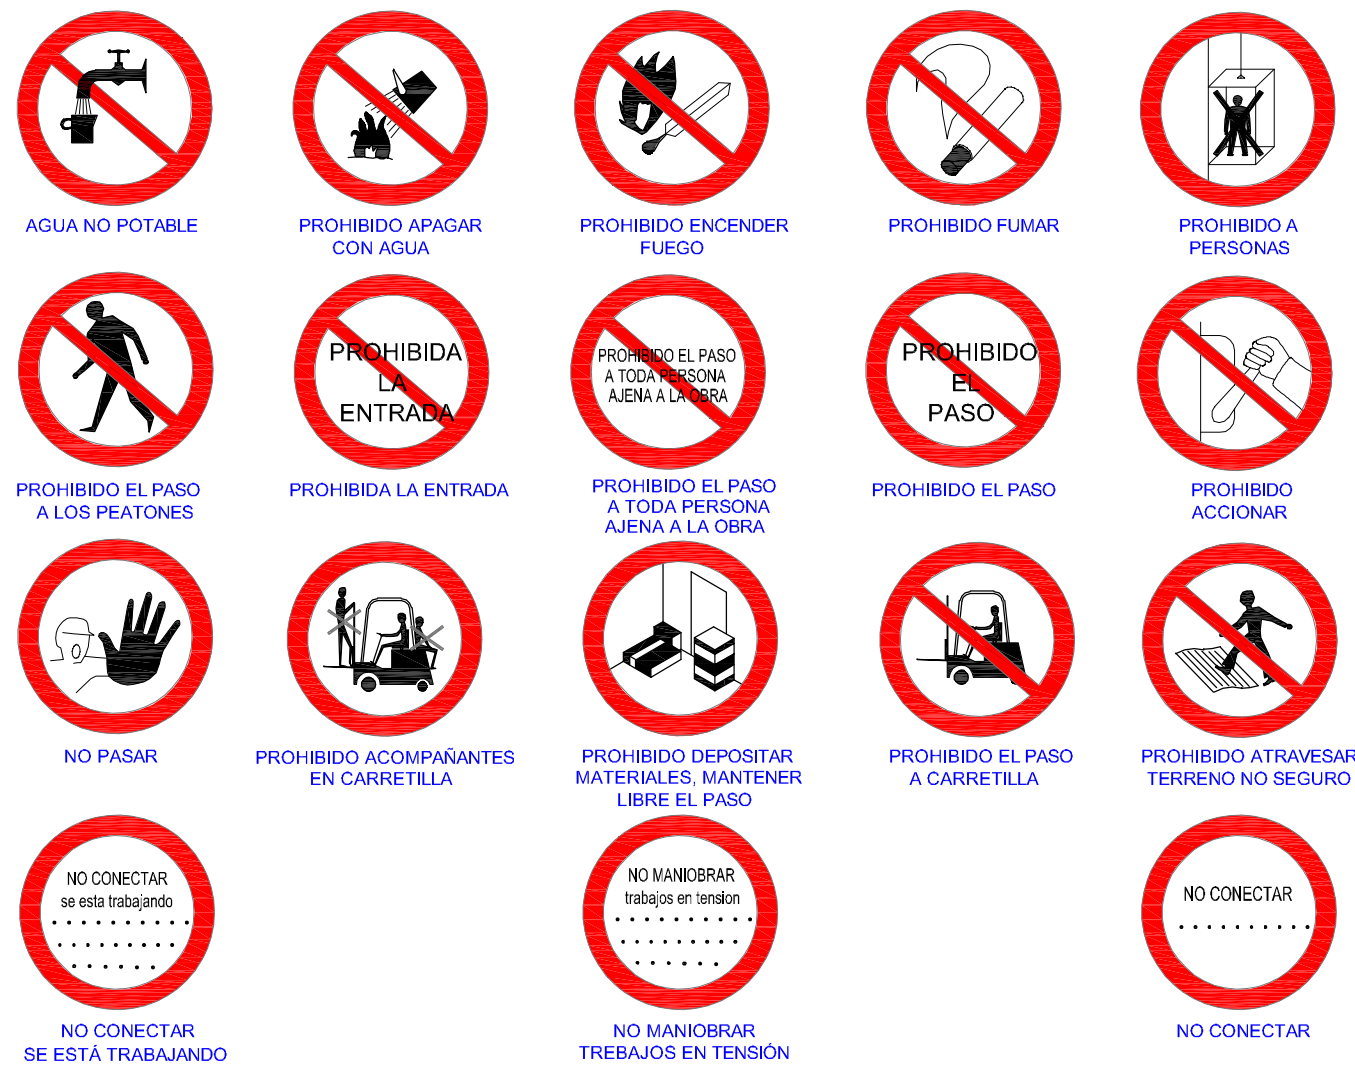 AGUA NO POTABLE
PROHIBIDO APAGAR
CON AGUA
PROHIBIDO ENCENDER
FUEGO
PROHIBIDO FUMAR
PROHIBIDO A
PERSONAS
PROHIBIDO EL PASO
A LOS PEATONES
PROHIBIDA
LA
ENTRADA
PROHIBIDA LA ENTRADA
PROHIBIDO EL PASO
A TODA PERSONA
AJENA A LA OBRA
PROHIBIDO EL PASO
A TODA PERSONA
AJENA A LA OBRA
PROHIBIDO
EL
PASO
PROHIBIDO EL PASO
PROHIBIDO
ACCIONAR
NO PASAR
PROHIBIDO ACOMPAÑANTES
EN CARRETILLA
PROHIBIDO DEPOSITAR
MATERIALES, MANTENER
LIBRE EL PASO
PROHIBIDO EL PASO
A CARRETILLA
PROHIBIDO ATRAVESAR
TERRENO NO SEGURO
NO CONECTAR
se esta trabajando
NO CONECTAR
SE ESTÁ TRABAJANDO
NO MANIOBRAR
trabajos en tension
NO MANIOBRAR
TREBAJOS EN TENSIÓN
NO CONECTAR
NO CONECTAR